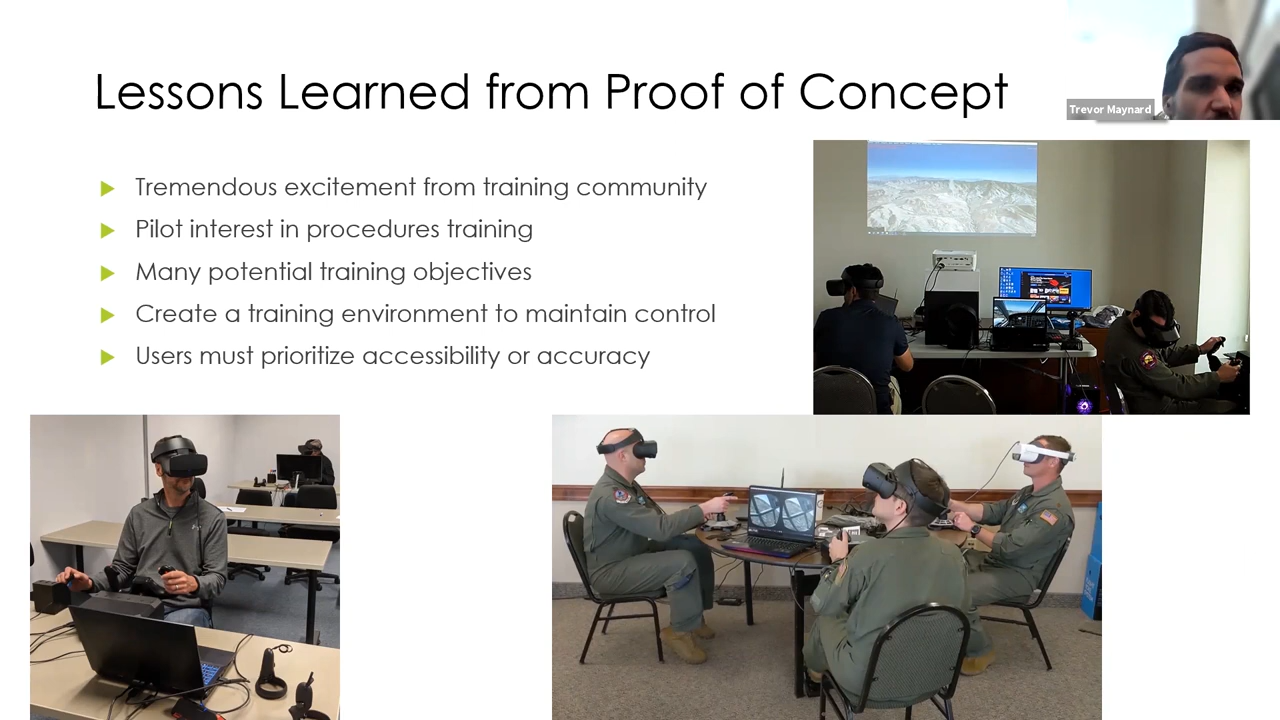 Lessons Learned from Proof of Concept
Trevor Maynard
Tremendous excitement from training community
Pilot interest in procedures training
Many potential training objectives
Create a training environment to maintain control
Users must prioritize accessibility or accuracy